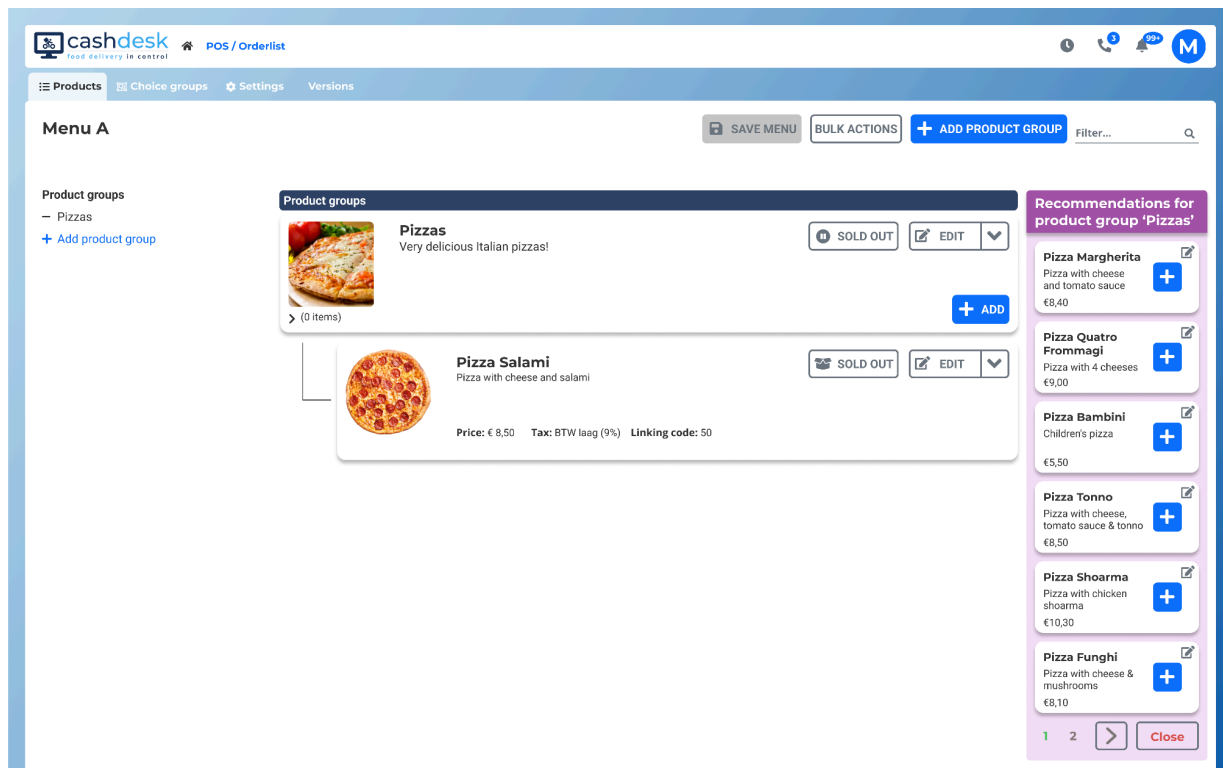 cashdesk
food delivery in control
POS / Orderlist
3
99+
M
Products
Choice groups
Settings
Versions
Menu A
SAVE MENU
BULK ACTIONS
ADD PRODUCT GROUP
Filter...
Product groups
Pizzas
Add product group
Product groups
Pizzas
Very delicious Italian pizzas!
SOLD OUT
EDIT
(0 items)
ADD
Pizza Salami
Pizza with cheese and salami
SOLD OUT
EDIT
Price: € 8,50 Tax: BTW laag (9%) Linking code: 50
Recommendations for
product group ‘Pizzas’
Pizza Margherita
Pizza with cheese
and tomato sauce
€8,40
Pizza Quatro
Frommagi
Pizza with 4 cheeses
€9,00
Pizza Bambini
Children's pizza
€5,50
Pizza Tonno
Pizza with cheese,
tomato sauce & tonno
€8,50
Pizza Shoarma
Pizza with chicken
shoarma
€10,30
Pizza Funghi
Pizza with cheese &
mushrooms
€8,10
1 2
Close